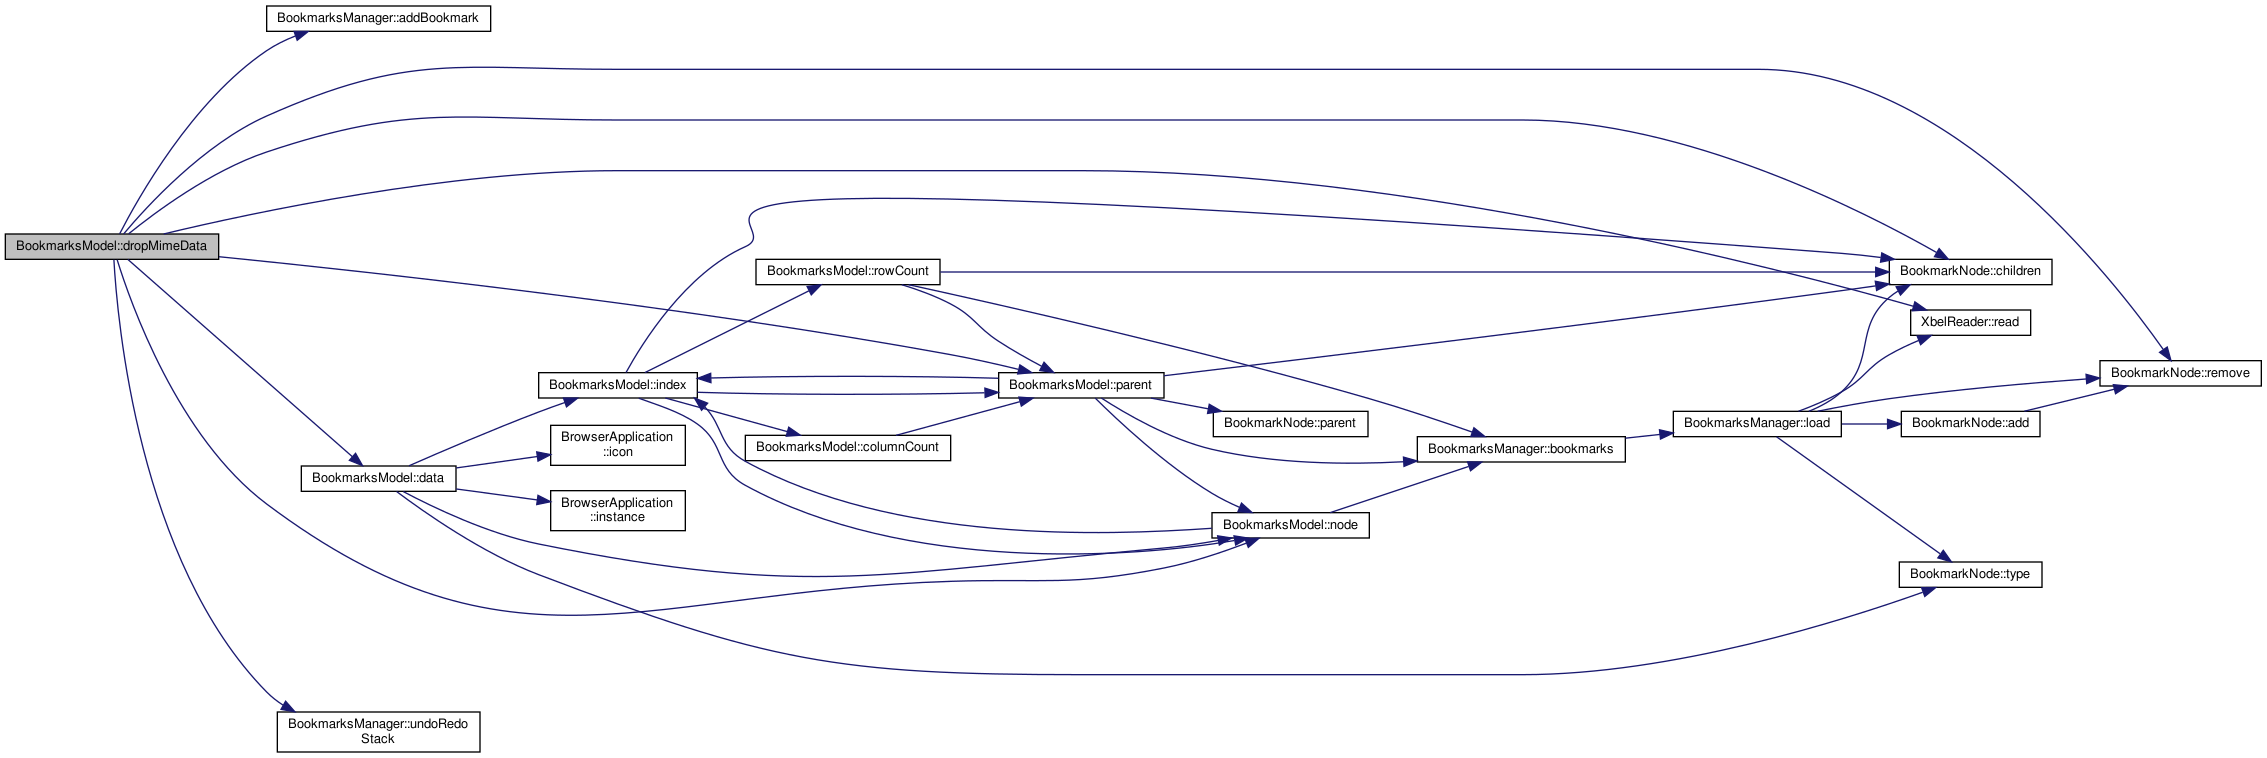 BookmarksManager::addBookmark
BookmarksModel::dropMimeData
BookmarksModel::rowCount
BookmarkNode::children
XbelReader::read
BookmarksModel::index
BookmarksModel::parent
BookmarkNode::remove
BookmarkNode::parent
BookmarksManager::load
BookmarkNode::add
BrowserApplication
::icon
BookmarksModel::columnCount
BookmarksManager::bookmarks
BookmarksModel::data
BrowserApplication
::instance
BookmarksModel::node
BookmarkNode::type
BookmarksManager::undoRedo
Stack